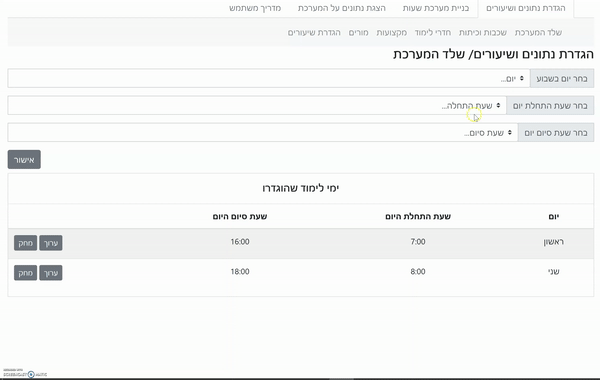 הגדרת נתונים ושיעורים בניית מערכת שעות הצגת נתונים על המערכת מדריך משתמש
שלד המערכת שכבות וכיתות חדרי לימוד מקצועות מורים הגדרת שיעורים
הגדרת נתונים ושיעורים/ שלד המערכת
בחר יום בשבוע יום...
בחר שעת התחלת יום שעת התחלה...
בחר שעת סיום יום שעת סיום...
אישור
ימי לימוד שהוגדרו
יום שעת התחלת היום שעת סיום היום
ראשון 7:00 16:00 ערוך מחק
שני 8:00 18:00 ערוך מחק